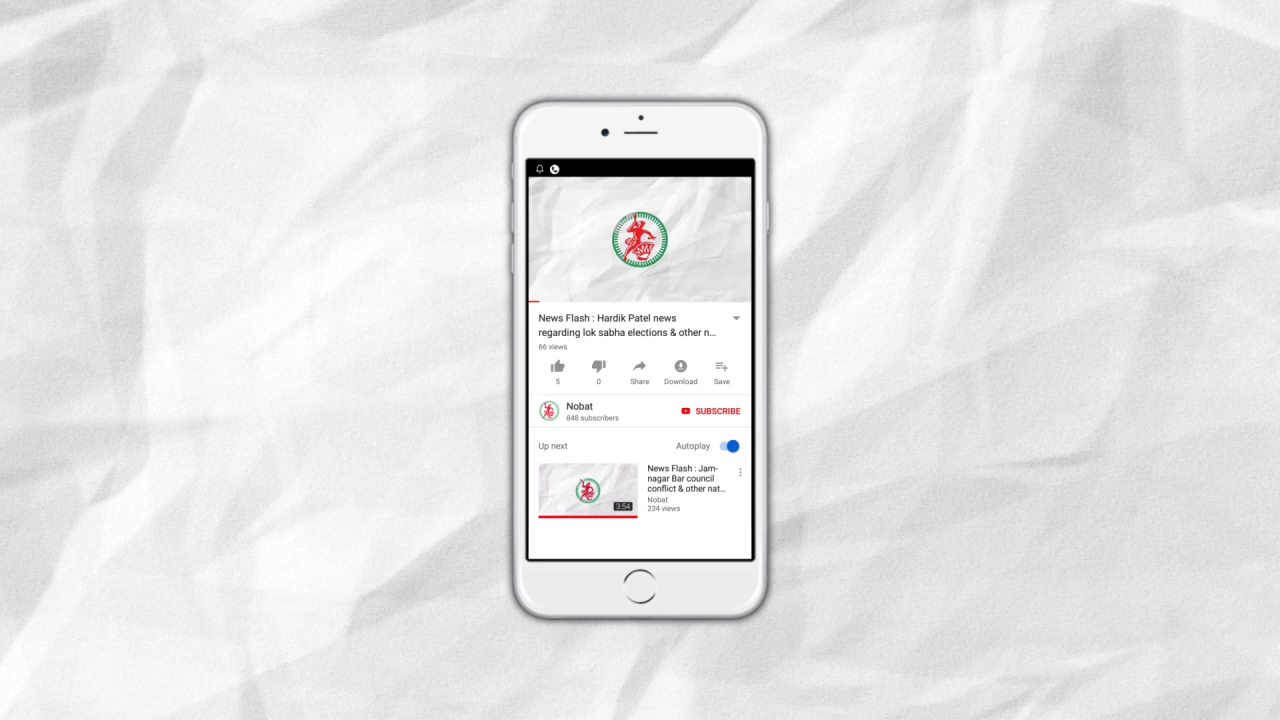 News Flash : Hardik Patel news
regarding lok sabha elections & other n...
66 views
5
0
Share
Download
Save
Nobat
848 subscribers
SUBSCRIBE
Up next
Autoplay
3:54
News Flash : Jam-
nagar Bar council
conflict & other nat...
Nobat
234 views